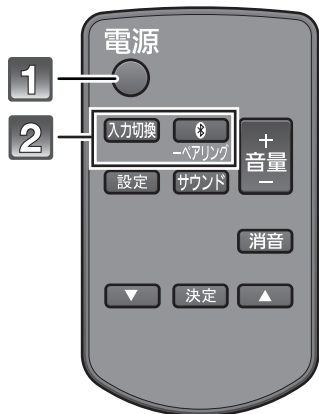 電源
1
2
入力切換
-ペアリング
+
音量
-
設定
サウンド
消音
▼
決定
▲